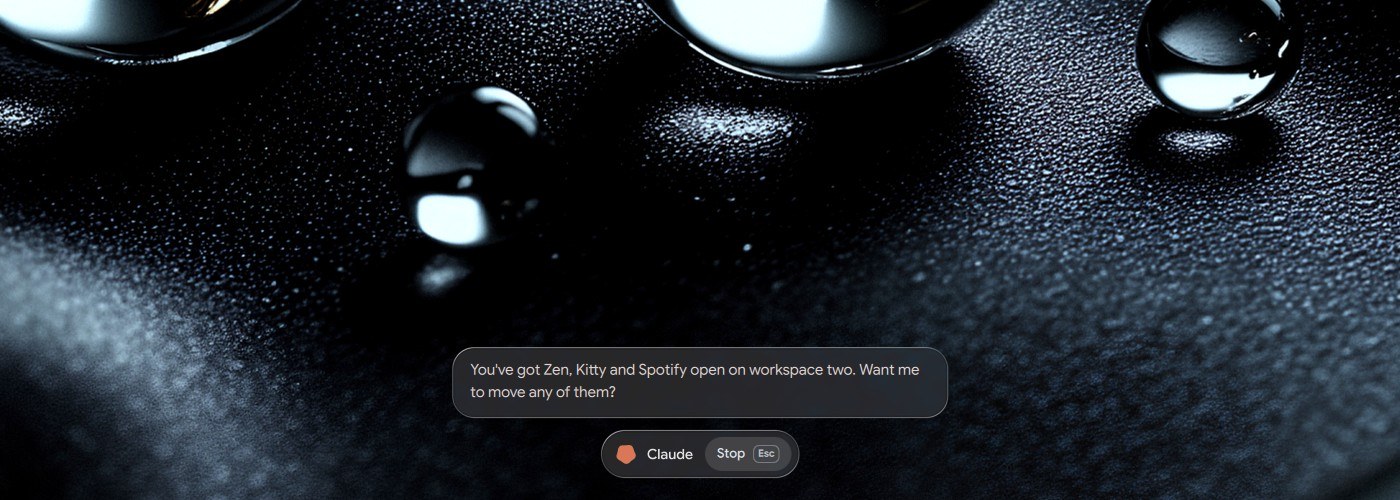 You've got Zen, Kitty and Spotify open on workspace two. Want me
to move any of them?
Claude
Stop Esc